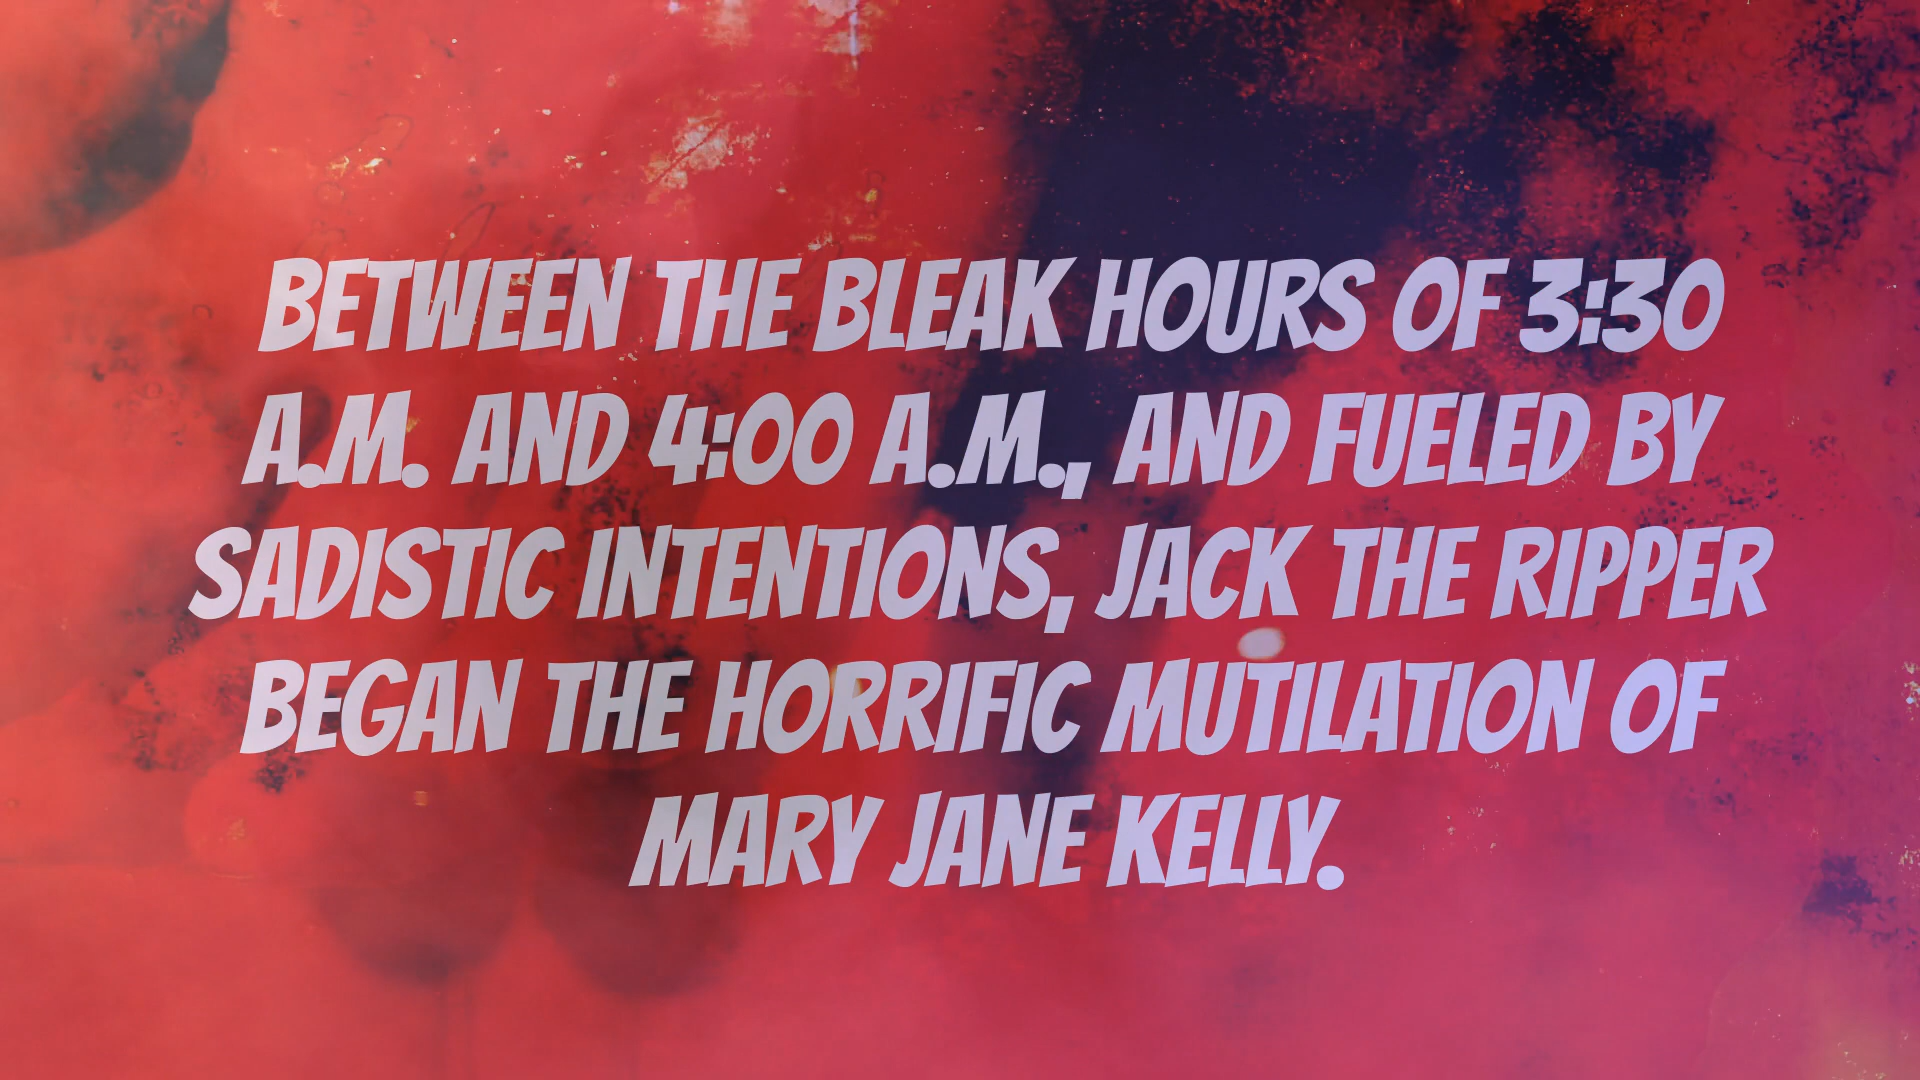 BETWEEN THE BLEAK HOURS OF 3:30
A.M. AND 4:00 A.M., AND FUELED BY
SADISTIC INTENTIONS, JACK THE RIPPER
BEGAN THE HORRIFIC MUTILATION OF
MARY JANE KELLY.